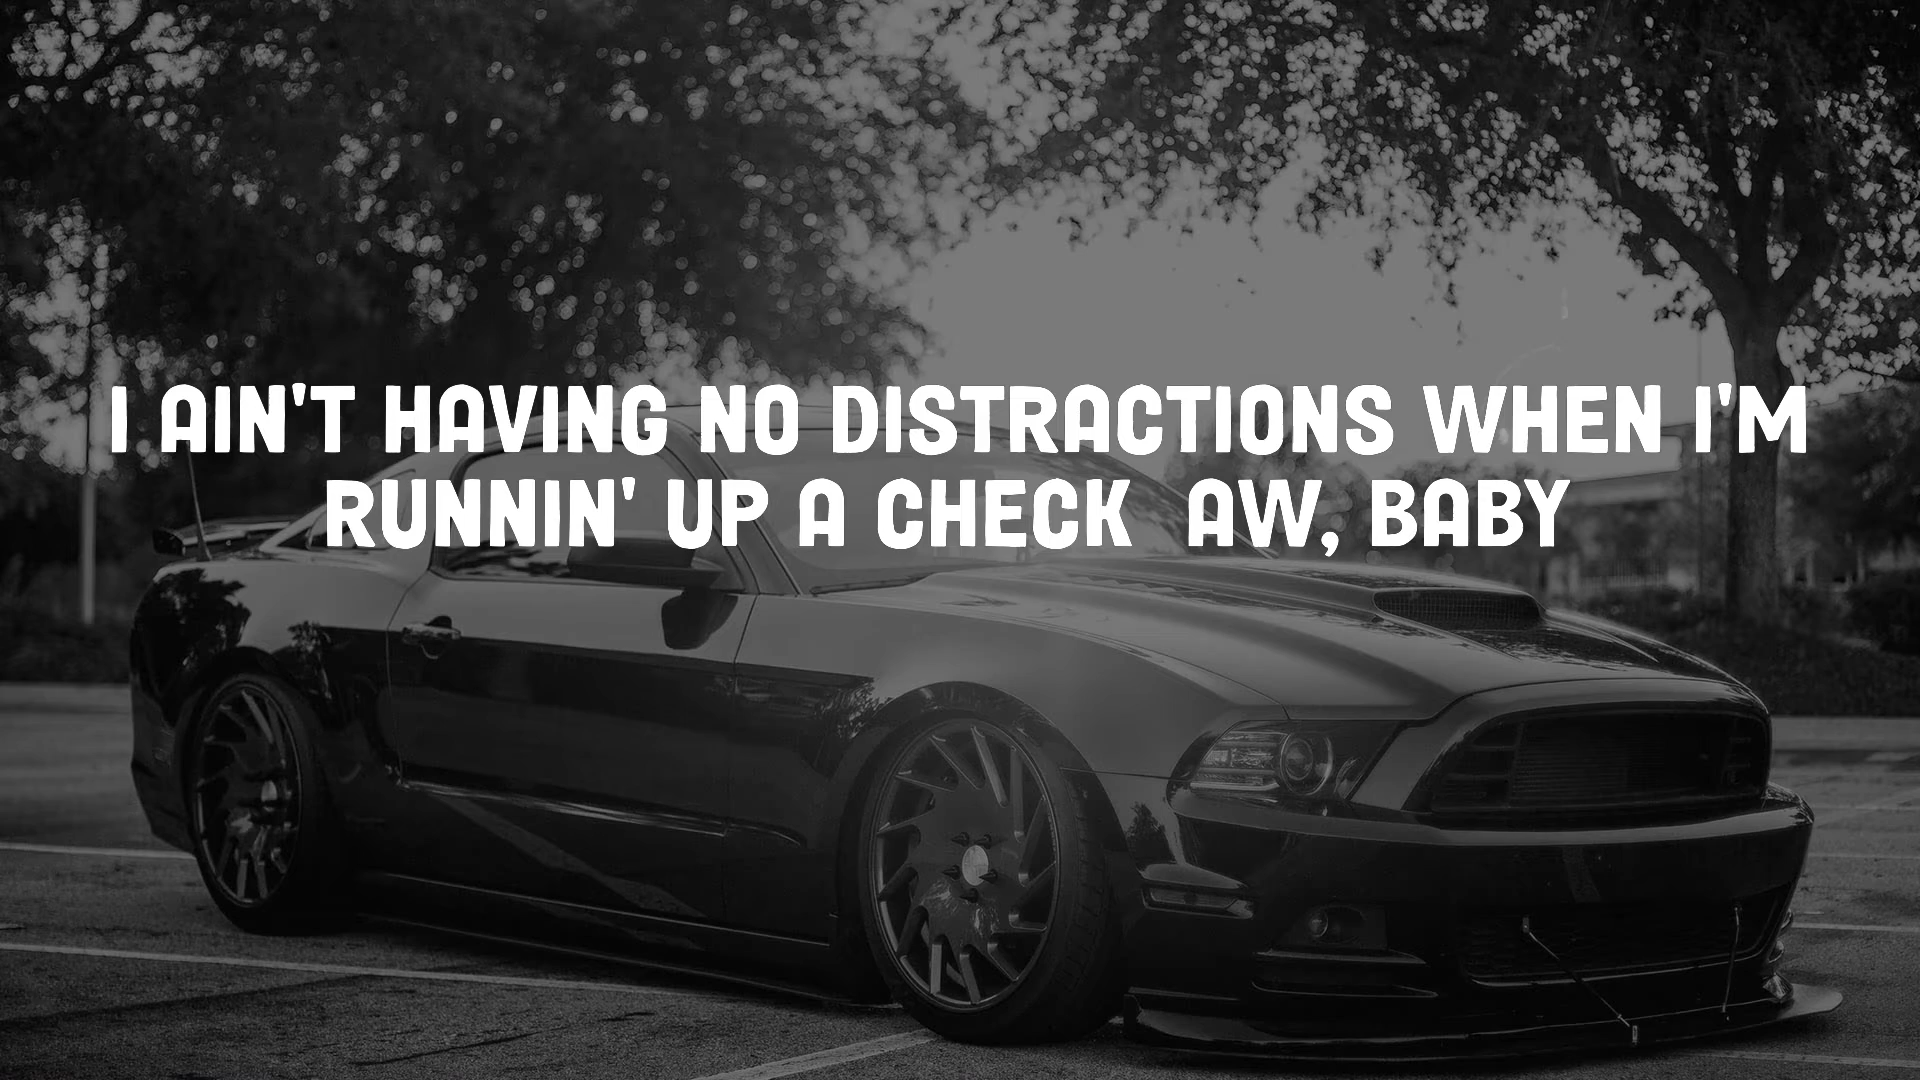 I AIN'T HAVING NO DISTRACTIONS WHEN I'M
RUNNIN' UP A CHECK  AW, BABY